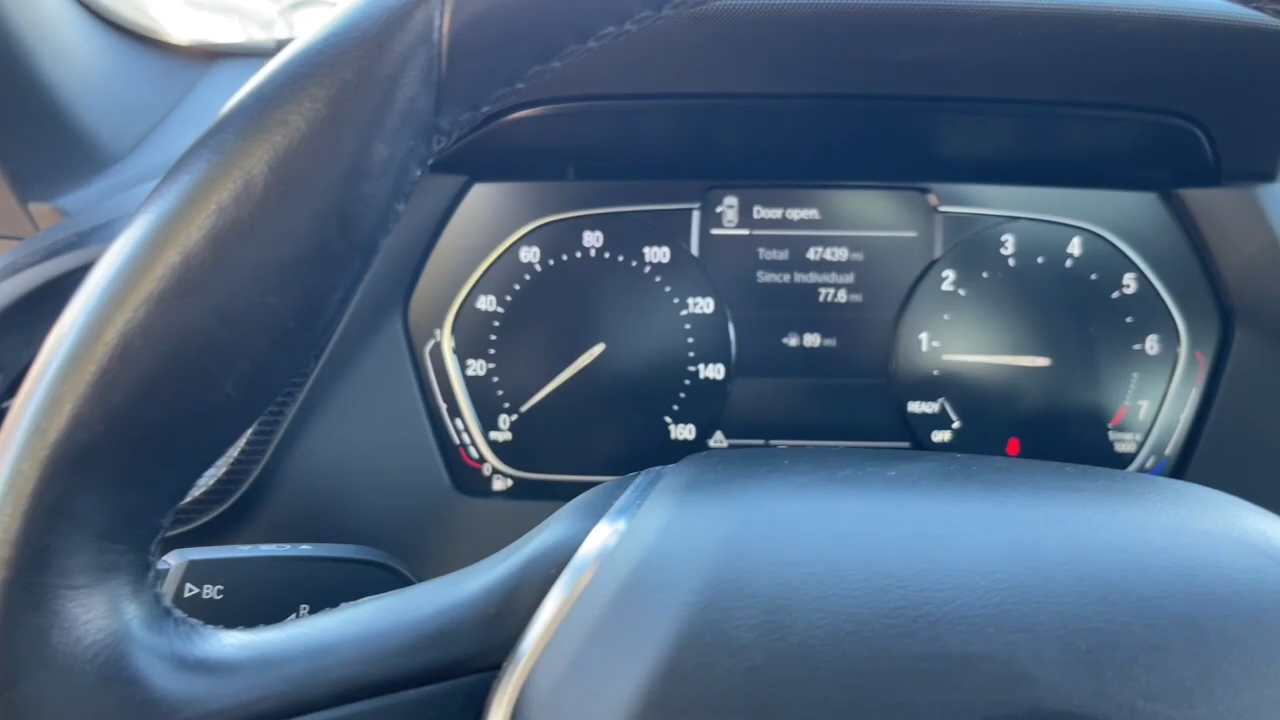 Door open.
Total 47439 mi
Since Individual
77.6 mi
89 mi
0
20
40
60
80
100
120
140
160
mph
0
1
2
3
4
5
6
7
READY
OFF
BC
R